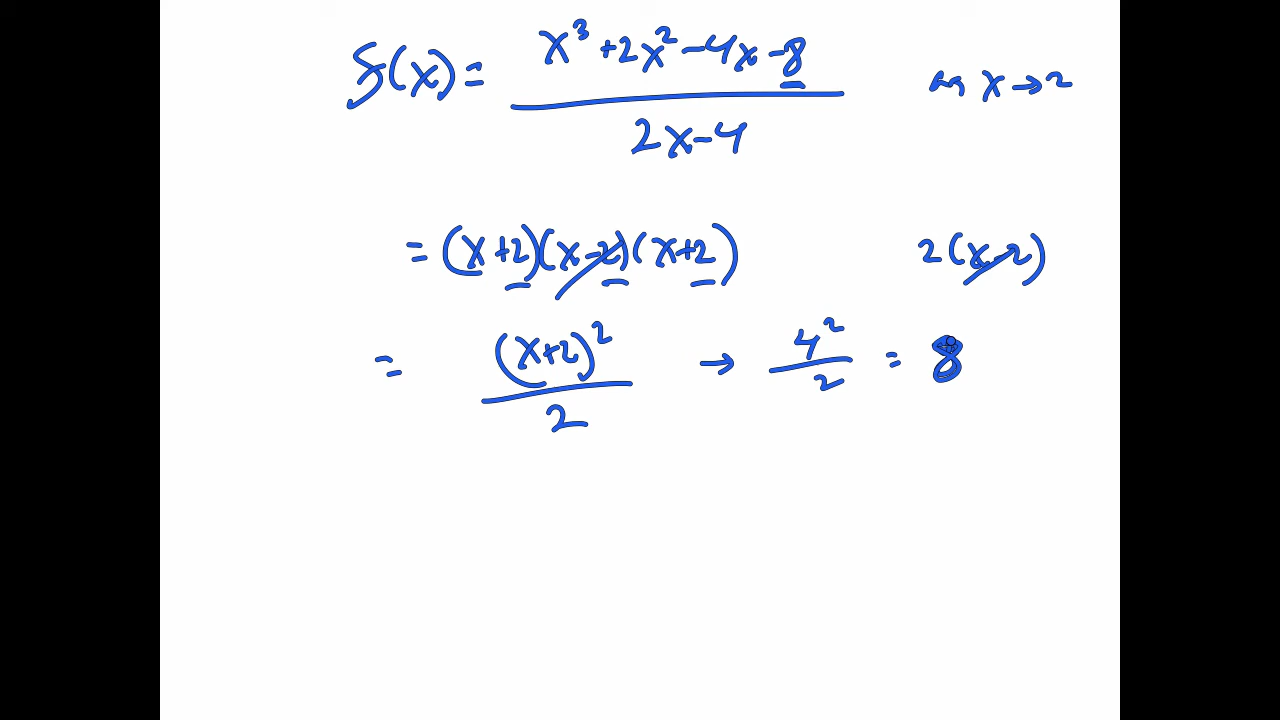 f(x) = x³ + 2x² - 4x - 8 as x → 2
2x - 4
= (x+2)(x-2)(x+2) 2(x-2)
= (x+2)² → 4² = 8
2 2